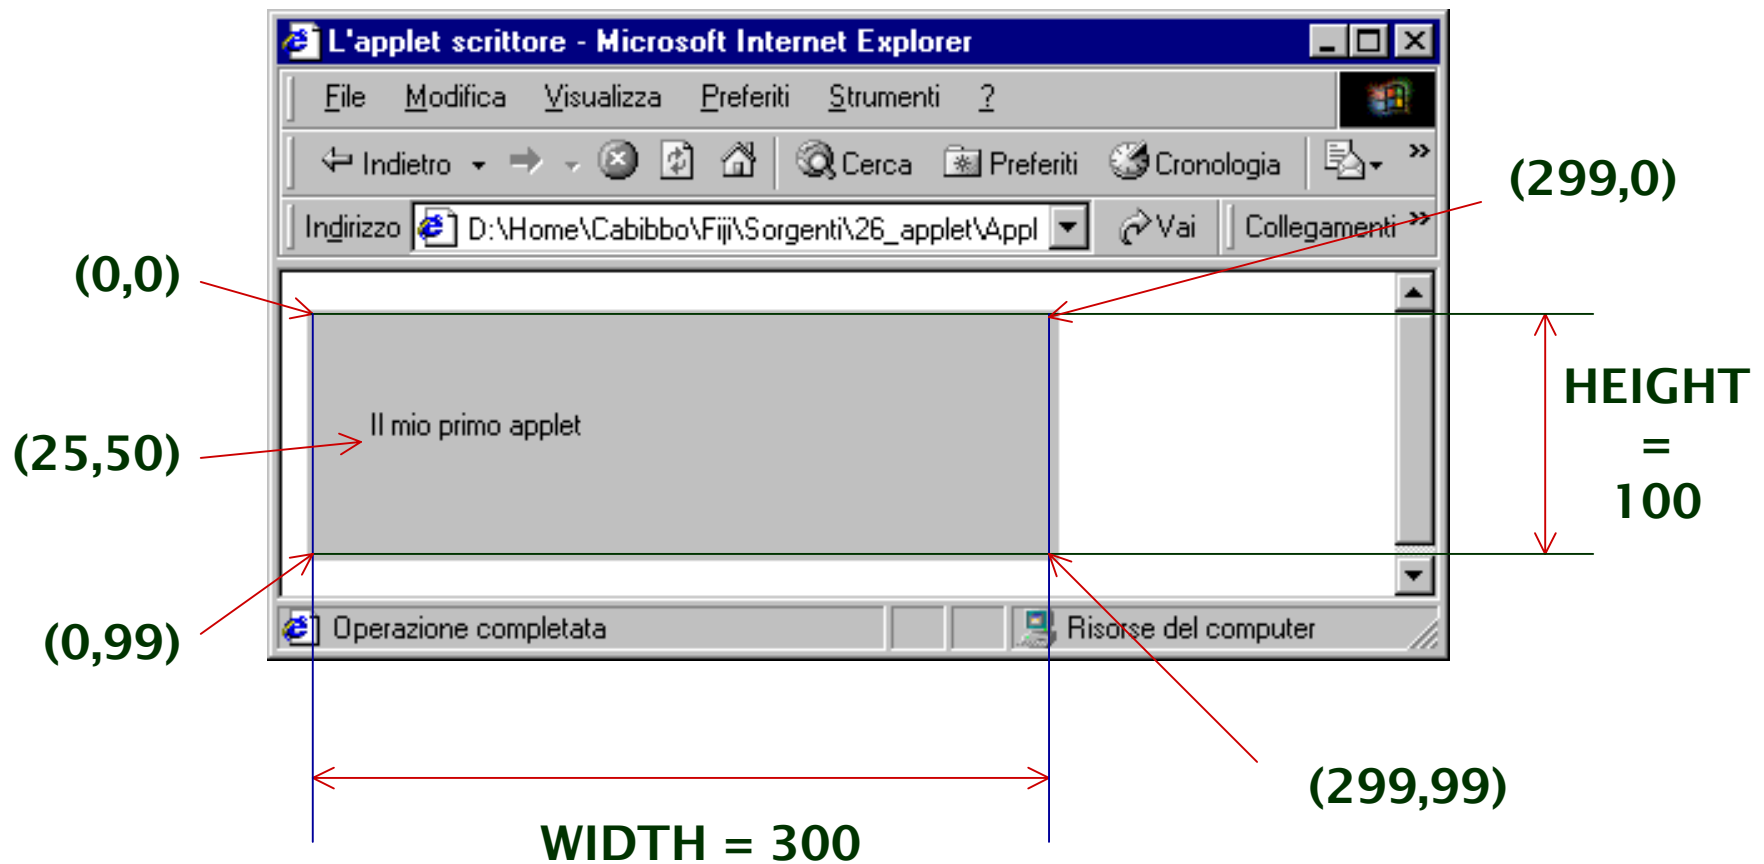 L'applet scrittore - Microsoft Internet Explorer
File Modifica Visualizza Preferiti Strumenti ?
Indietro Cerca Preferiti Cronologia »
(299,0)
Indirizzo D:\Home\Cabibbo\Fiji\Sorgenti\26_applet\Appl Vai Collegamenti »
(0,0)
HEIGHT
=
100
Il mio primo applet
(25,50)
(0,99)
Operazione completata Risorse del computer
(299,99)
WIDTH = 300